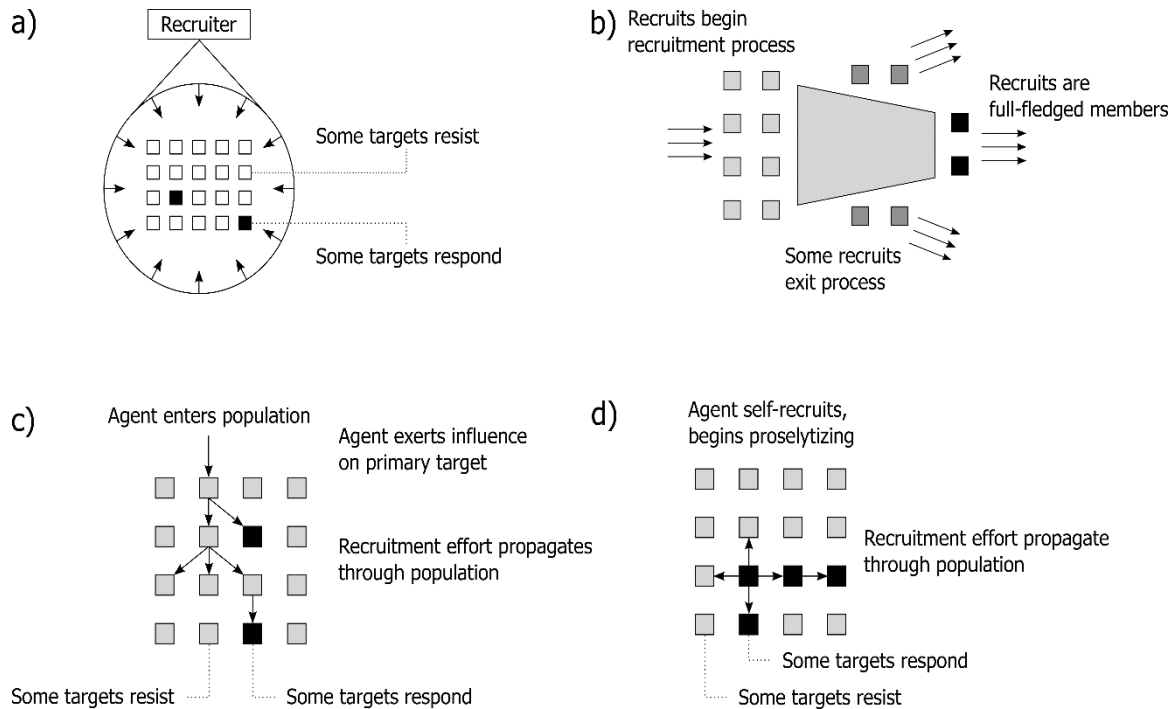 a)
Recruiter
Some targets resist
Some targets respond
b)
Recruits begin
recruitment process
Recruits are
full-fledged members
Some recruits
exit process
c)
Agent enters population
Agent exerts influence
on primary target
Recruitment effort propagates
through population
Some targets resist
Some targets respond
d)
Agent self-recruits,
begins proselytizing
Recruitment effort propagate
through population
Some targets respond
Some targets resist